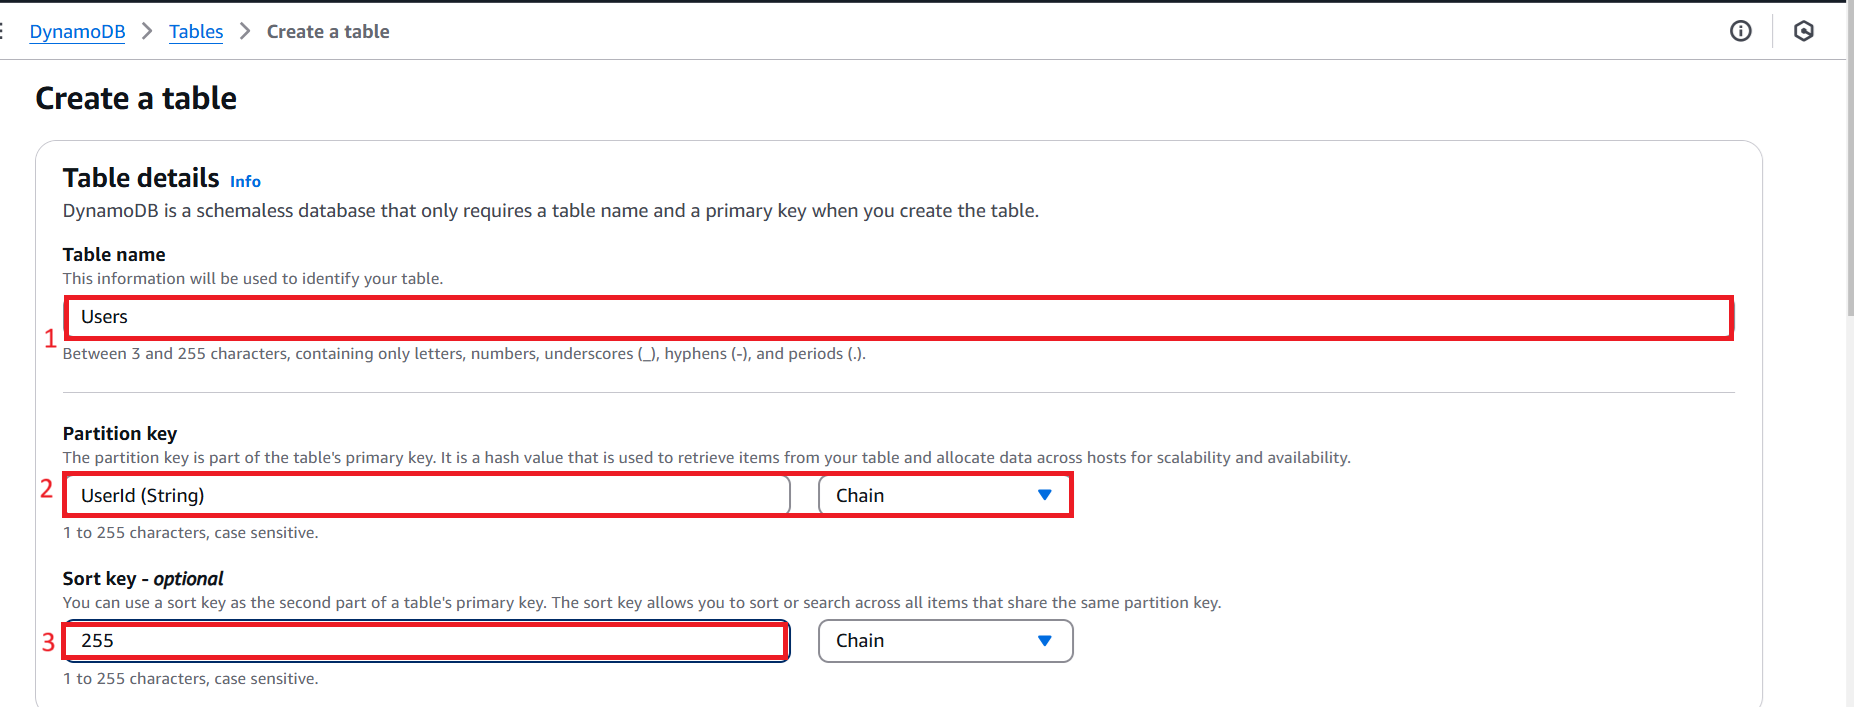 DynamoDB > Tables > Create a table
Create a table
Table details Info
DynamoDB is a schemaless database that only requires a table name and a primary key when you create the table.
Table name
This information will be used to identify your table.
1 Users
Between 3 and 255 characters, containing only letters, numbers, underscores (_), hyphens (-), and periods (.).
Partition key
The partition key is part of the table's primary key. It is a hash value that is used to retrieve items from your table and allocate data across hosts for scalability and availability.
2 UserId (String) Chain
1 to 255 characters, case sensitive.
Sort key - optional
You can use a sort key as the second part of a table's primary key. The sort key allows you to sort or search across all items that share the same partition key.
3 255 Chain
1 to 255 characters, case sensitive.